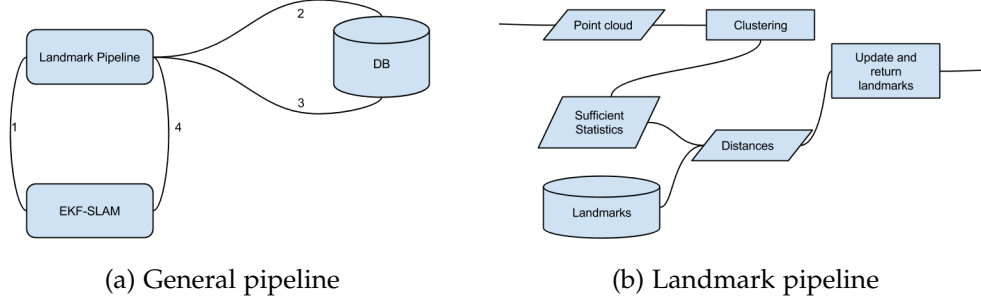 2
Landmark Pipeline
DB
3
1
4
EKF-SLAM
(a) General pipeline
Point cloud
Clustering
Update and
return
landmarks
Sufficient
Statistics
Distances
Landmarks
(b) Landmark pipeline